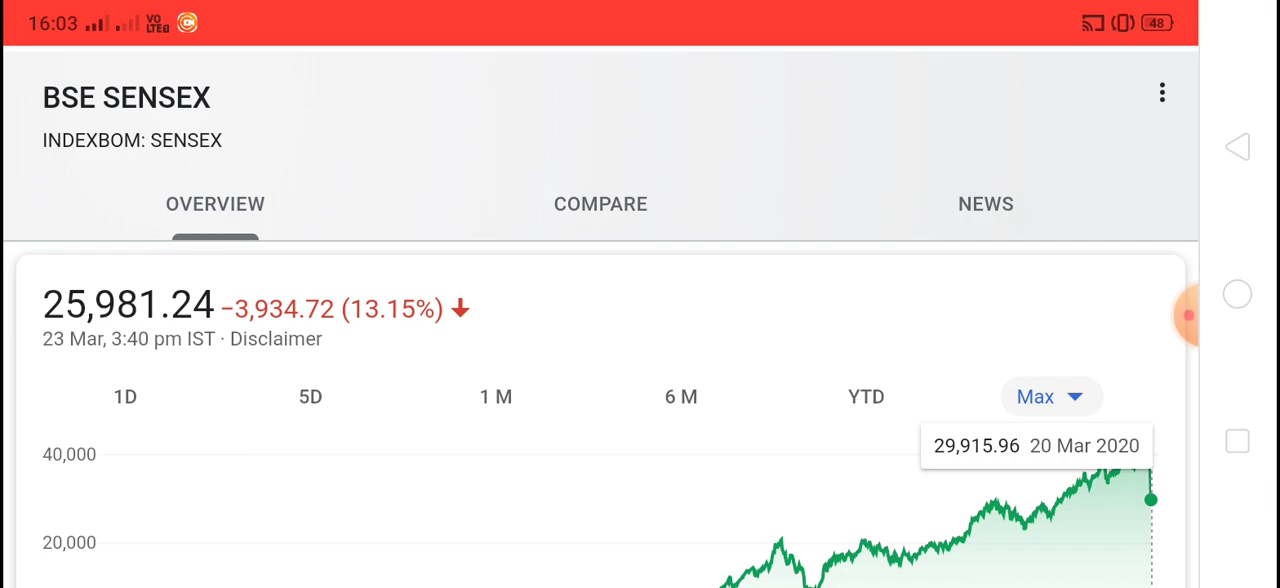 16:03 VO LTE 48
BSE SENSEX
INDEXBOM: SENSEX
OVERVIEW COMPARE NEWS
25,981.24 −3,934.72 (13.15%)
23 Mar, 3:40 pm IST · Disclaimer
1D 5D 1 M 6 M YTD Max
29,915.96 20 Mar 2020
40,000
20,000